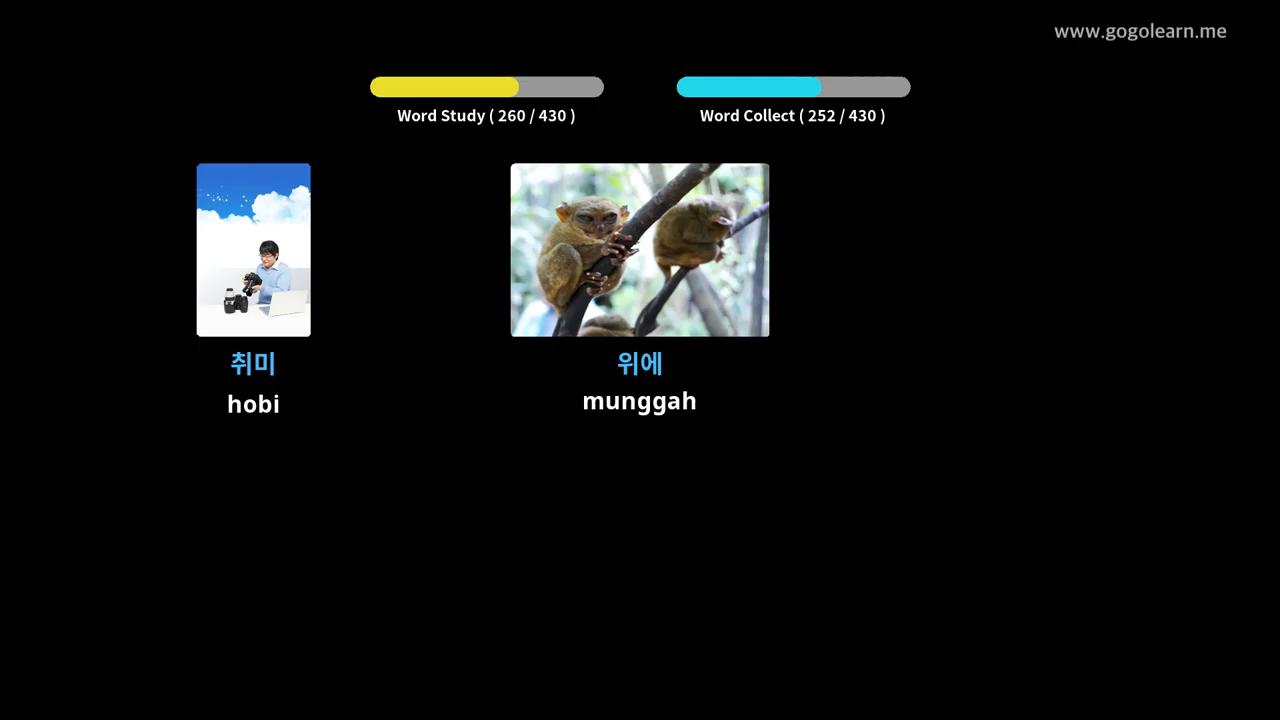 www.gogolearn.me
Word Study ( 260 / 430 )
Word Collect ( 252 / 430 )
취미
hobi
위에
munggah